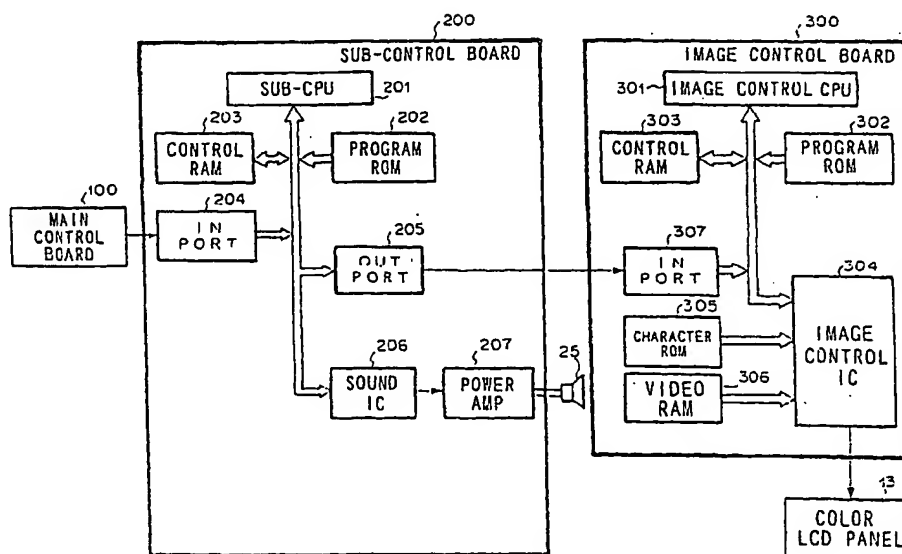 200
SUB-CONTROL BOARD
SUB-CPU
201
203
CONTROL
RAM
202
PROGRAM
ROM
100
MAIN
CONTROL
BOARD
204
IN
PORT
205
OUT
PORT
206
SOUND
IC
207
POWER
AMP
25
300
IMAGE CONTROL BOARD
301
IMAGE CONTROL CPU
303
CONTROL
RAM
302
PROGRAM
ROM
307
IN
PORT
304
IMAGE
CONTROL
IC
305
CHARACTER
ROM
306
VIDEO
RAM
13
COLOR
LCD PANEL